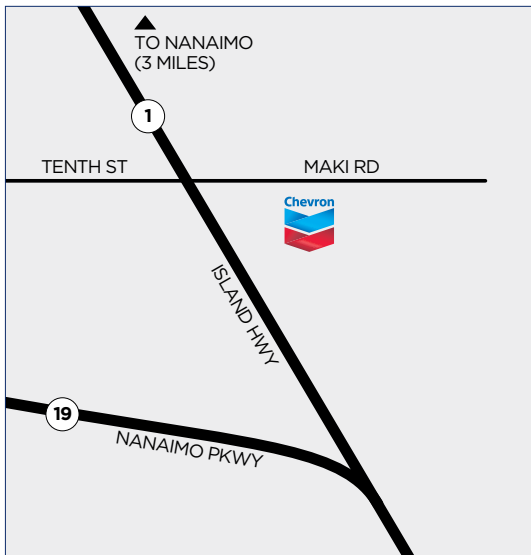 TO NANAIMO
(3 MILES)
1
TENTH ST
MAKI RD
Chevron
ISLAND HWY
19
NANAIMO PKWY